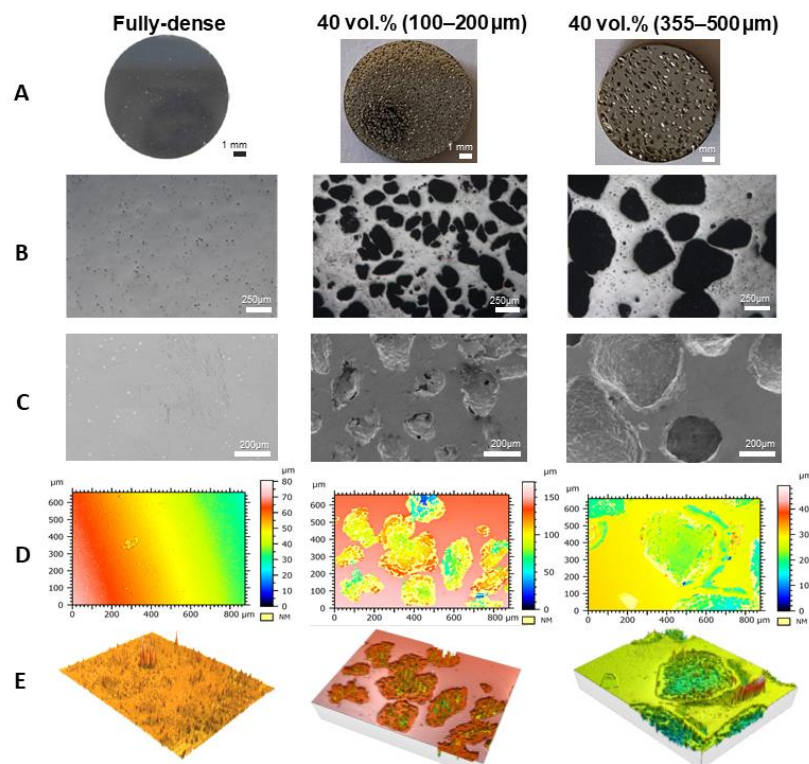 Fully-dense 40 vol.% (100–200 µm) 40 vol.% (355–500 µm)
A
1 mm 1 mm 1 mm
B
250µm 250µm 250µm
C
200µm 200µm 200µm
D
µm µm µm µm µm µm
600 500 400 300 200 100 0
0 200 400 600 800 µm
80 70 60 50 40 30 20 10 0
NM
600 500 400 300 200 100 0
0 200 400 600 800 µm
150 100 50 0
NM
600 500 400 300 200 100 0
0 200 400 600 800 µm
40 30 20 10 0
NM
E